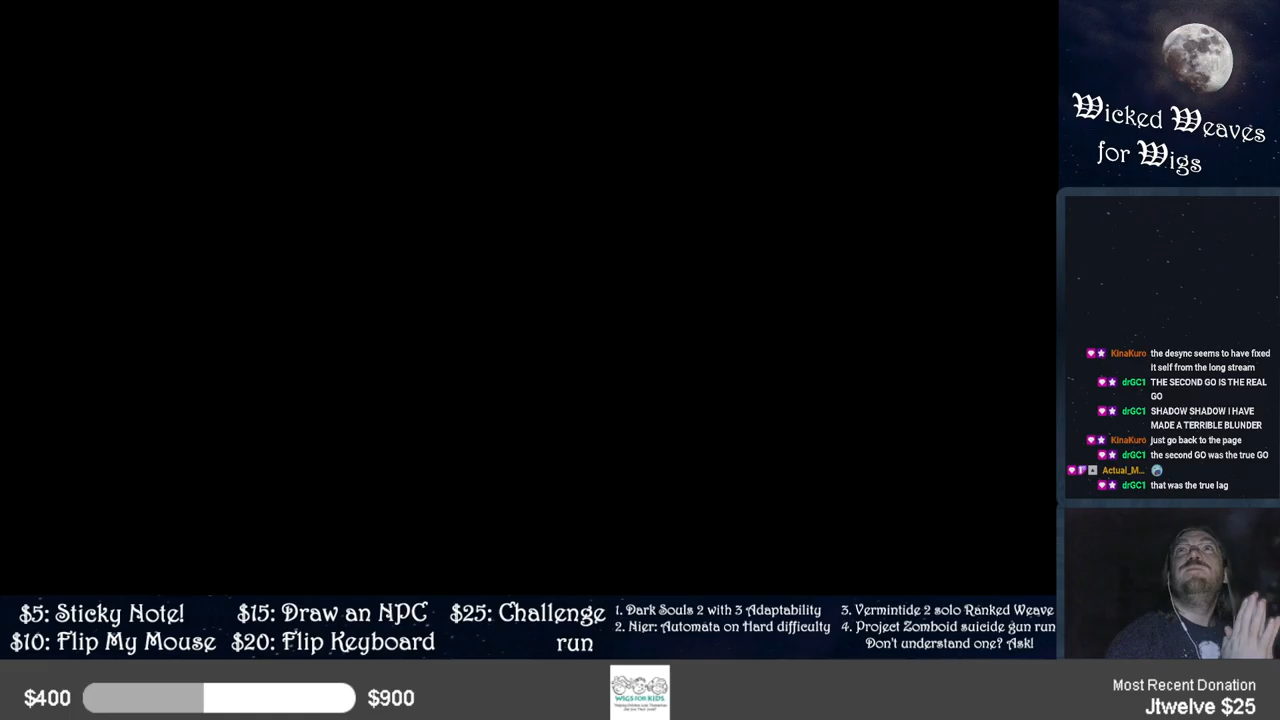 Wicked Weaves
for Wigs
KinaKuro the desync seems to have fixed
it self from the long stream
drGC1 THE SECOND GO IS THE REAL
GO
drGC1 SHADOW SHADOW I HAVE
MADE A TERRIBLE BLUNDER
KinaKuro just go back to the page
drGC1 the second GO was the true GO
Actual_M...
drGC1 that was the true lag
$5: Sticky Note!
$10: Flip My Mouse
$15: Draw an NPC
$20: Flip Keyboard
$25: Challenge
run
1. Dark Souls 2 with 3 Adaptability
2. Nier: Automata on Hard difficulty
3. Vermintide 2 solo Ranked Weave
4. Project Zomboid suicide gun run
Don't understand one? Ask!
$400
$900
WIGS FOR KIDS
Most Recent Donation
Jtwelve $25